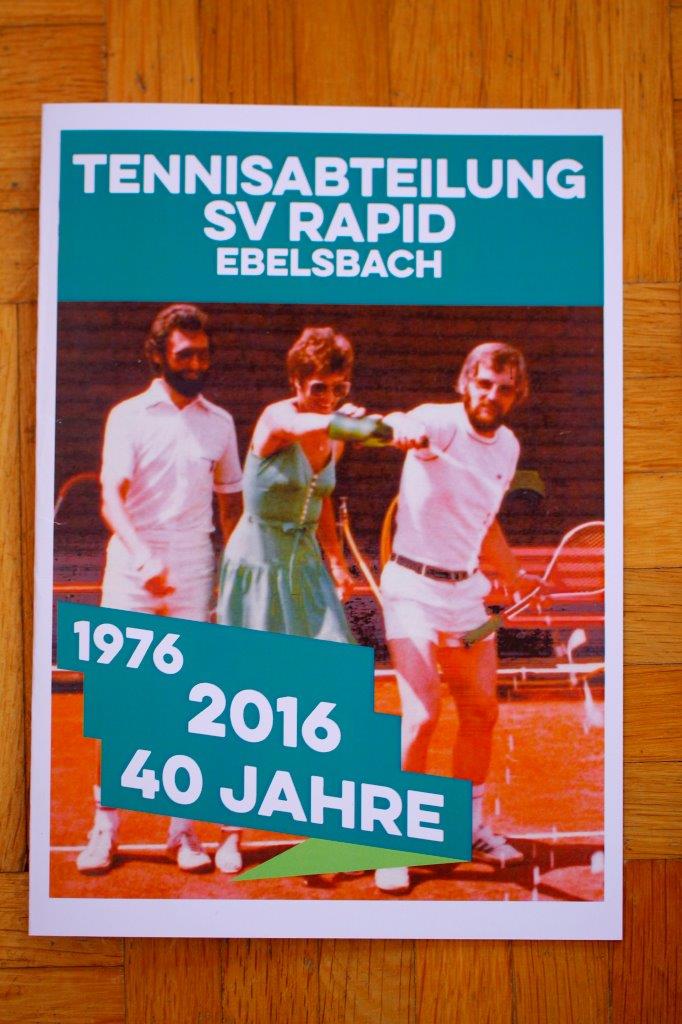 TENNISABTEILUNG
SV RAPID
EBELSBACH
1976
2016
40 JAHRE